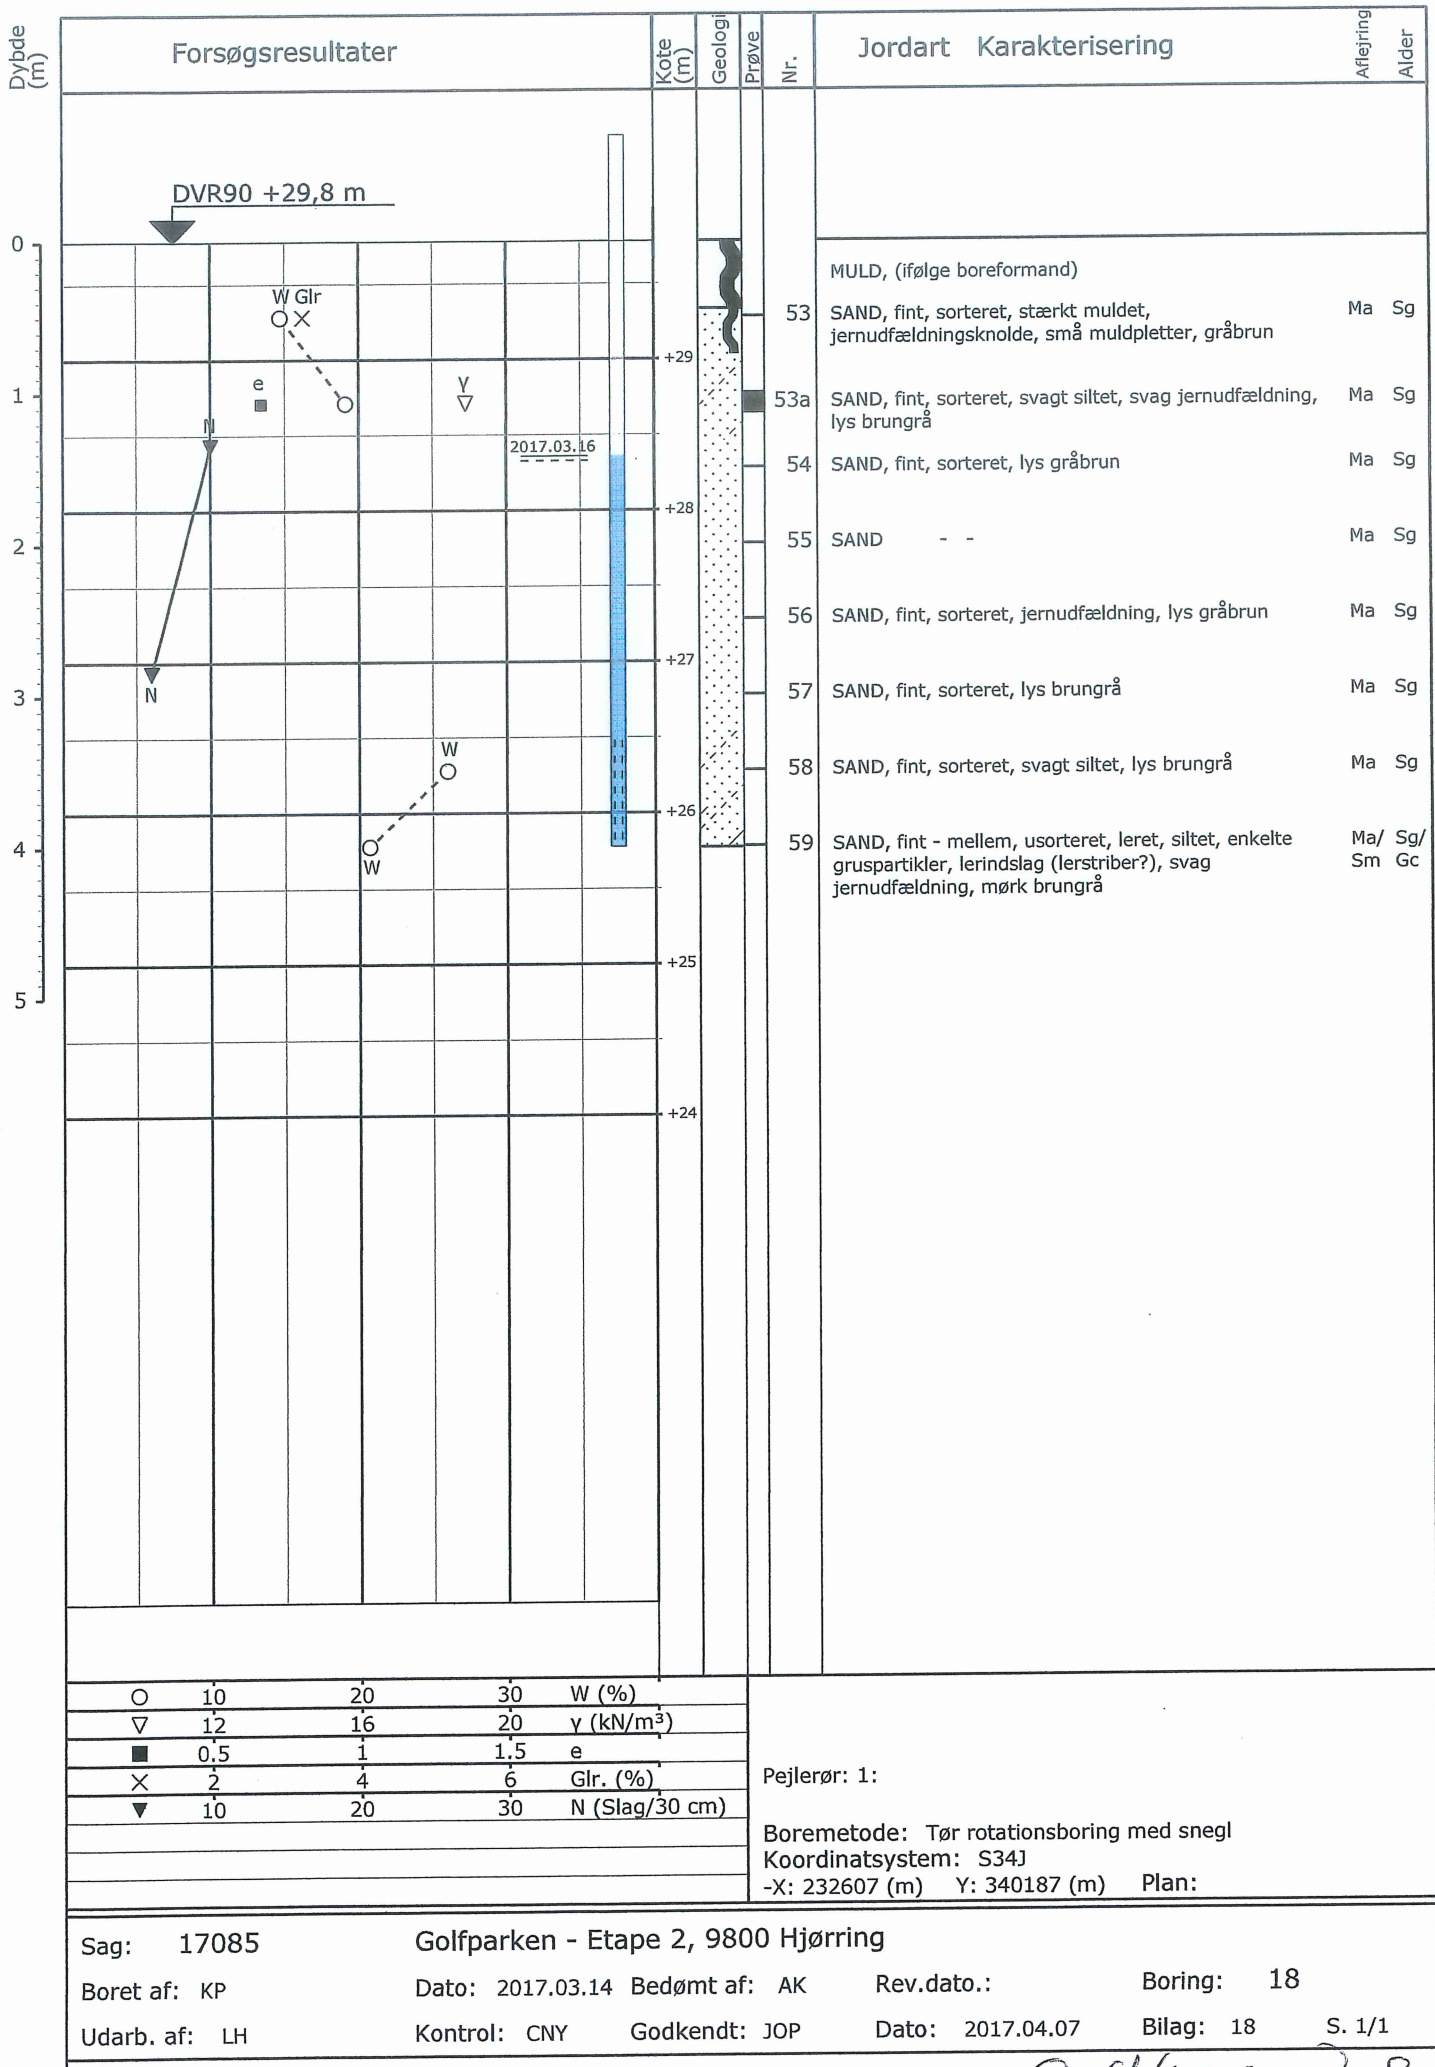 Dybde (m)
Forsøgsresultater
Kote (m)
Geologi
Prøve
Nr.
Jordart Karakterisering
Aflejring
Alder
DVR90 +29,8 m
0
MULD, (ifølge boreformand)
W Glr
53 SAND, fint, sorteret, stærkt muldet, Ma Sg
jernudfældningsknolde, små muldpletter, gråbrun
+29
e γ
1
53a SAND, fint, sorteret, svagt siltet, svag jernudfældning, Ma Sg
lys brungrå
N
2017.03.16
54 SAND, fint, sorteret, lys gråbrun Ma Sg
+28
2
55 SAND - - Ma Sg
56 SAND, fint, sorteret, jernudfældning, lys gråbrun Ma Sg
+27
3
N
57 SAND, fint, sorteret, lys brungrå Ma Sg
W
58 SAND, fint, sorteret, svagt siltet, lys brungrå Ma Sg
+26
4
59 SAND, fint - mellem, usorteret, leret, siltet, enkelte Ma/ Sg/
W
gruspartikler, lerindslag (lerstriber?), svag Sm Gc
jernudfældning, mørk brungrå
+25
5
+24
10 20 30 W (%)
12 16 20 γ (kN/m³)
0.5 1 1.5 e
2 4 6 Glr. (%)
10 20 30 N (Slag/30 cm)
Pejlerør: 1:
Boremetode: Tør rotationsboring med snegl
Koordinatsystem: S34J
-X: 232607 (m) Y: 340187 (m) Plan:
Sag: 17085 Golfparken - Etape 2, 9800 Hjørring
Boret af: KP Dato: 2017.03.14 Bedømt af: AK Rev.dato.: Boring: 18
Udarb. af: LH Kontrol: CNY Godkendt: JOP Dato: 2017.04.07 Bilag: 18 S. 1/1